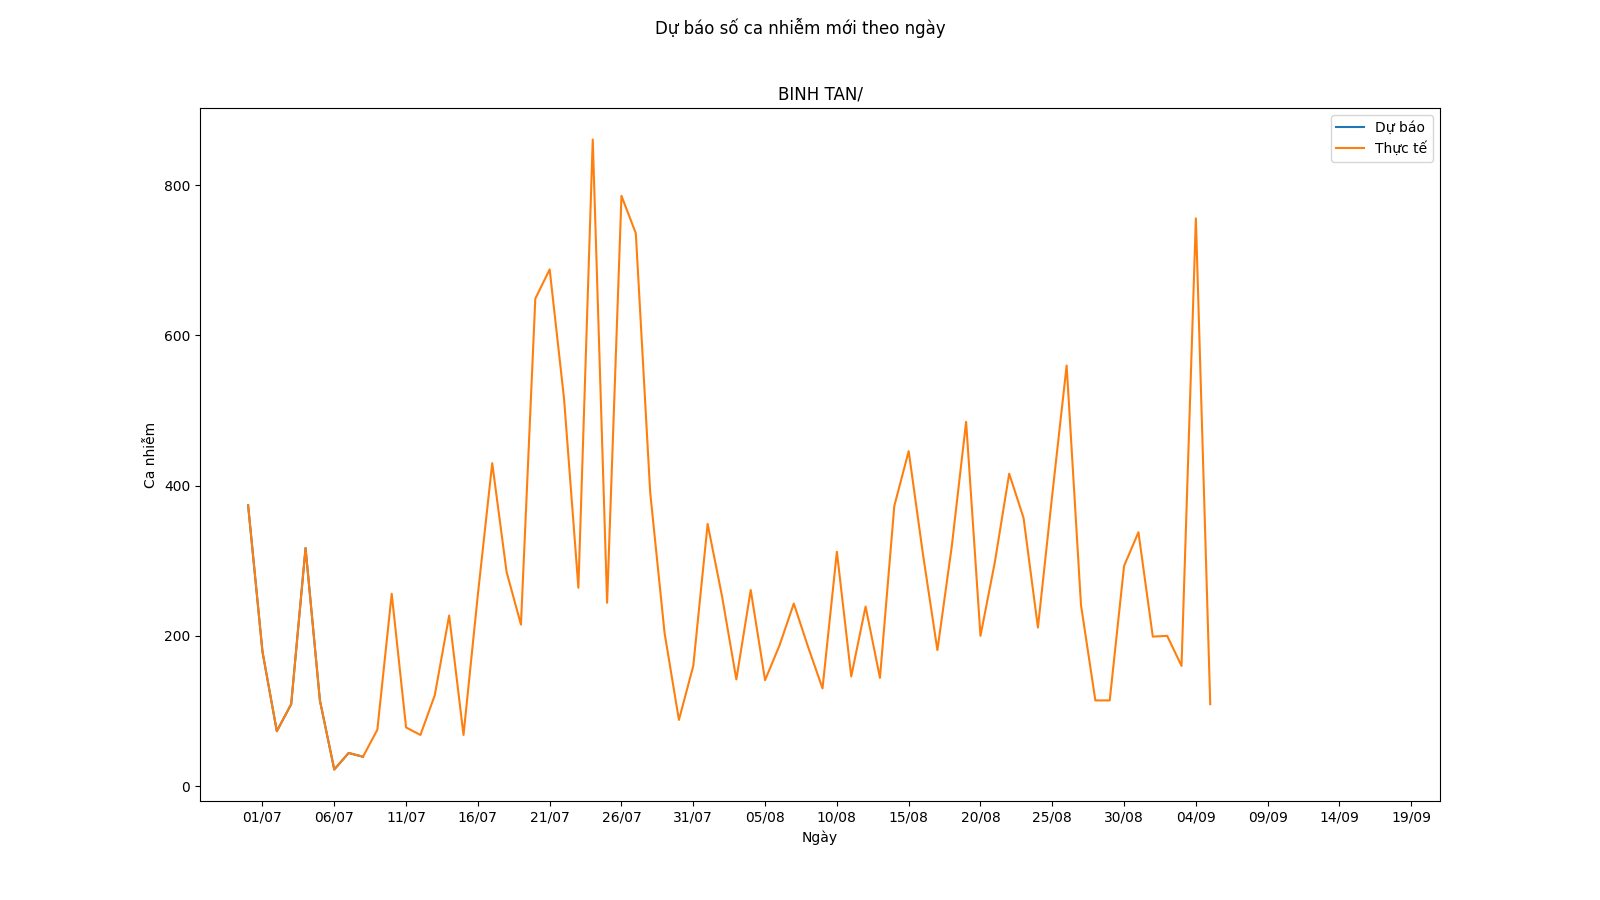 Dự báo số ca nhiễm mới theo ngày
BINH TAN/
Dự báo
Thực tế
800
600
400
200
0
Ca nhiễm
01/07 06/07 11/07 16/07 21/07 26/07 31/07 05/08 10/08 15/08 20/08 25/08 30/08 04/09 09/09 14/09 19/09
Ngày